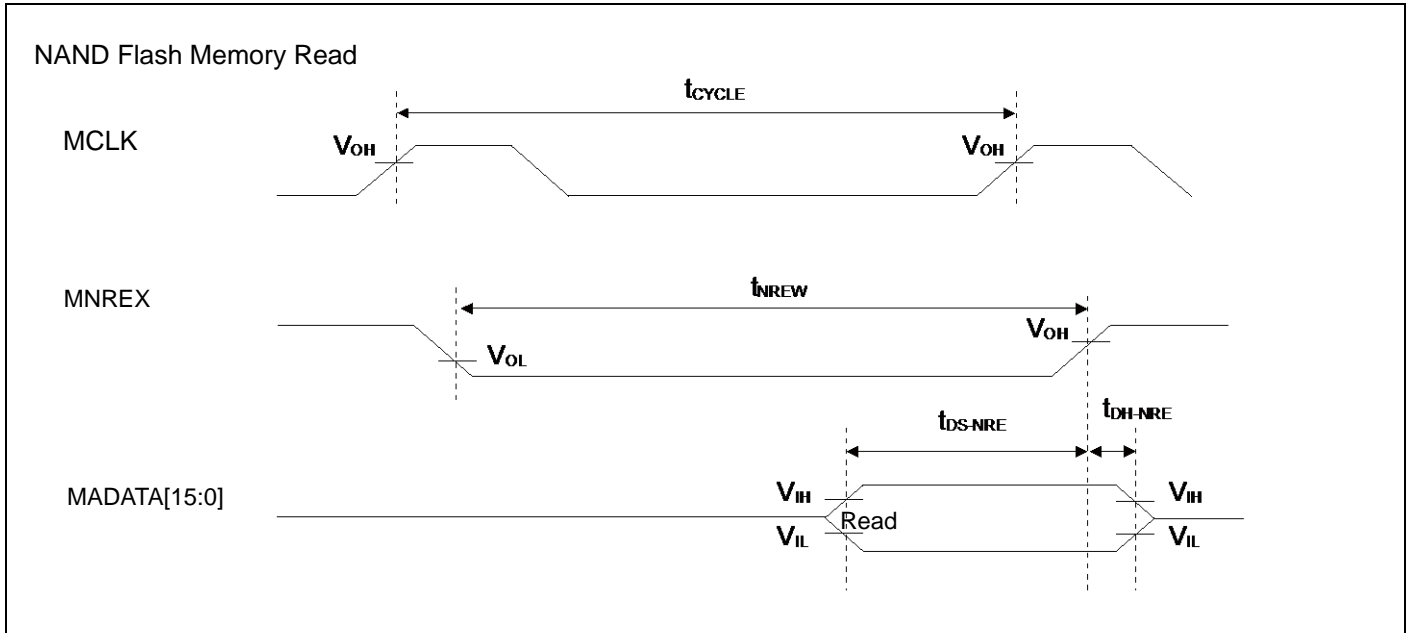 NAND Flash Memory Read
tCYCLE
MCLK
VOH
VOH
MNREX
tNREW
VOH
VOL
tDS-NRE
tDH-NRE
MADATA[15:0]
VIH
VIH
Read
VIL
VIL